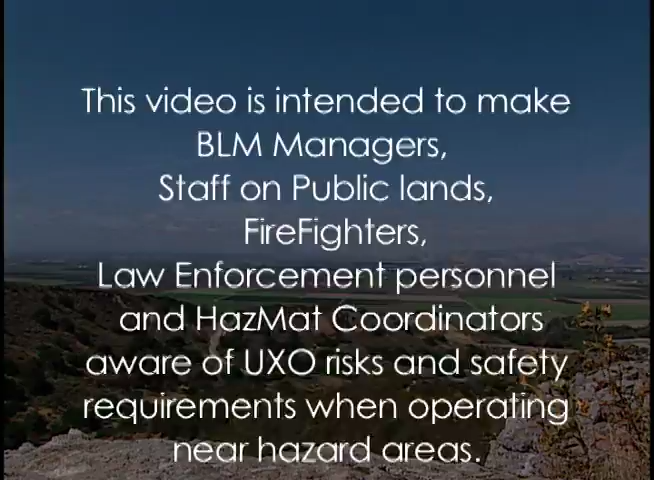 This video is intended to make
BLM Managers,
Staff on Public lands,
FireFighters,
Law Enforcement personnel
and HazMat Coordinators
aware of UXO risks and safety
requirements when operating
near hazard areas.